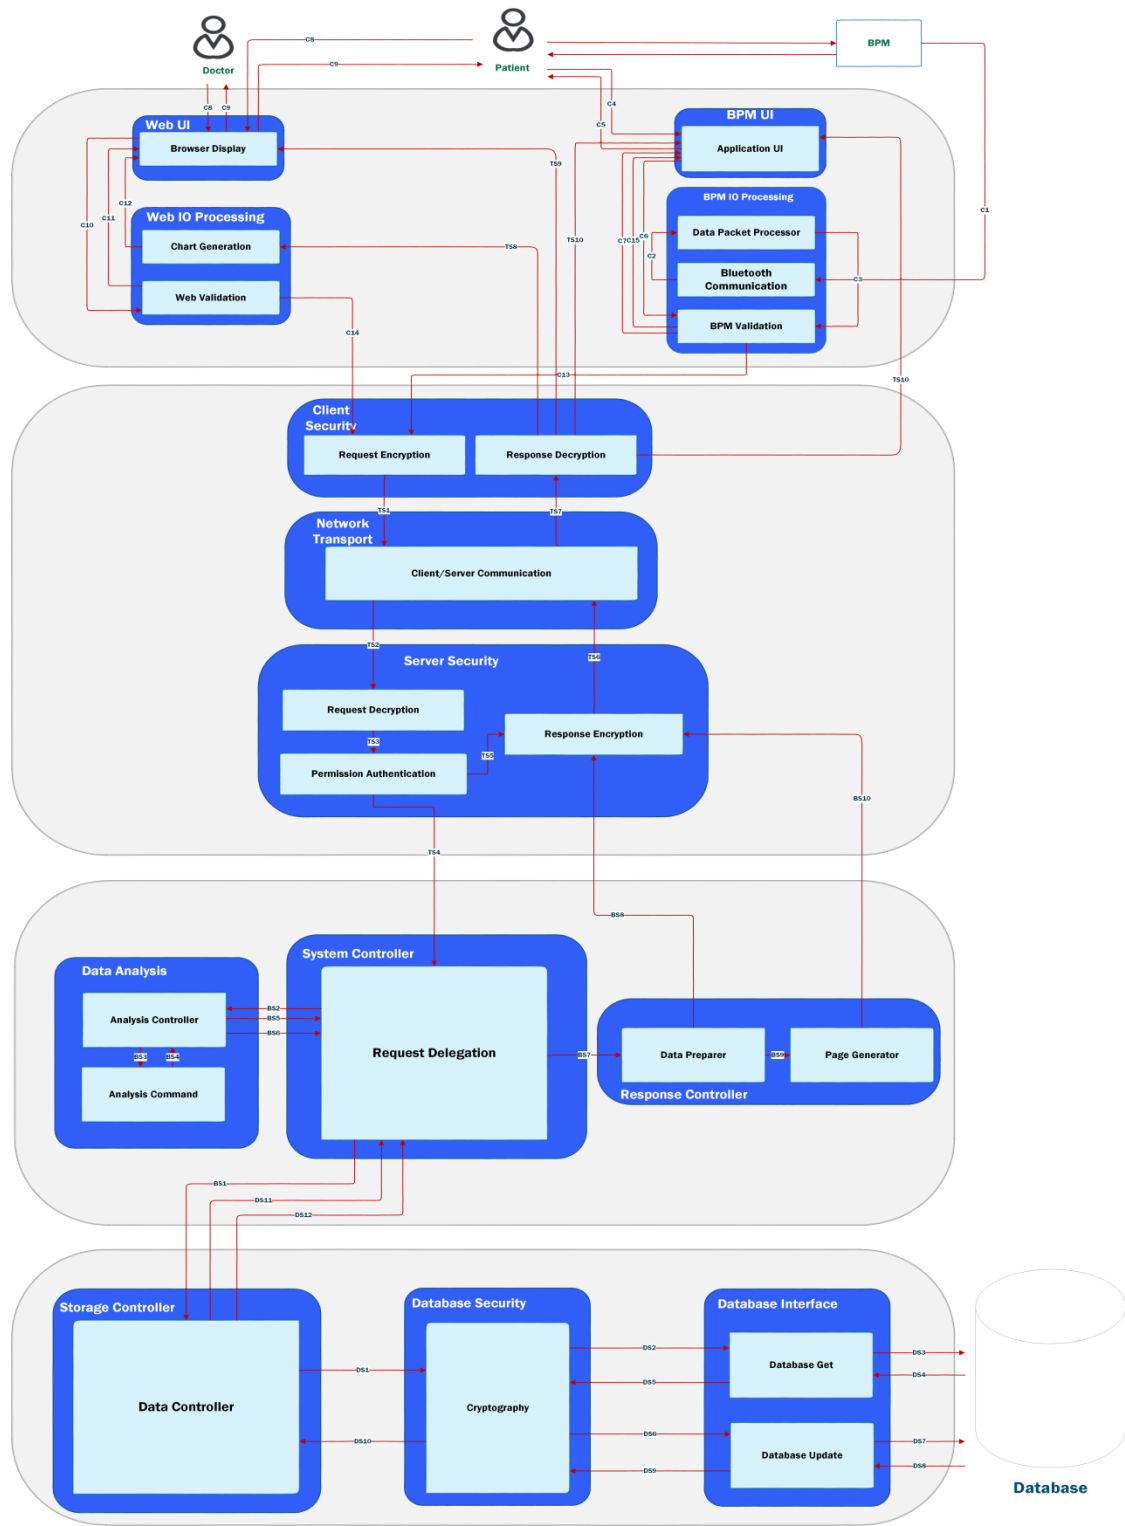 C8
BPM
C9
Patient
Doctor
C8
C9
C4
C5
Web UI
BPM UI
Browser Display
Application UI
TS9
C12
C11
C10
BPM IO Processing
Web IO Processing
Data Packet Processor
C1
C7
C15
C6
TS10
Chart Generation
TS8
C2
Bluetooth
Communication
C3
Web Validation
BPM Validation
C14
C13
TS10
Client
Security
Request Encryption
Response Decryption
TS1
TS7
Network
Transport
Client/Server Communication
TS2
TS6
Server Security
Request Decryption
Response Encryption
TS3
TS5
Permission Authentication
BS10
TS4
BS8
System Controller
Data Analysis
BS2
BS5
BS6
Analysis Controller
Request Delegation
BS3
BS4
BS7
Data Preparer
BS9
Page Generator
Analysis Command
Response Controller
BS1
DS11
DS12
Storage Controller
Database Security
Database Interface
DS2
DS3
Database Get
DS1
DS4
DS5
Data Controller
Cryptography
DS6
DS7
DS10
Database Update
DS8
DS9
Database